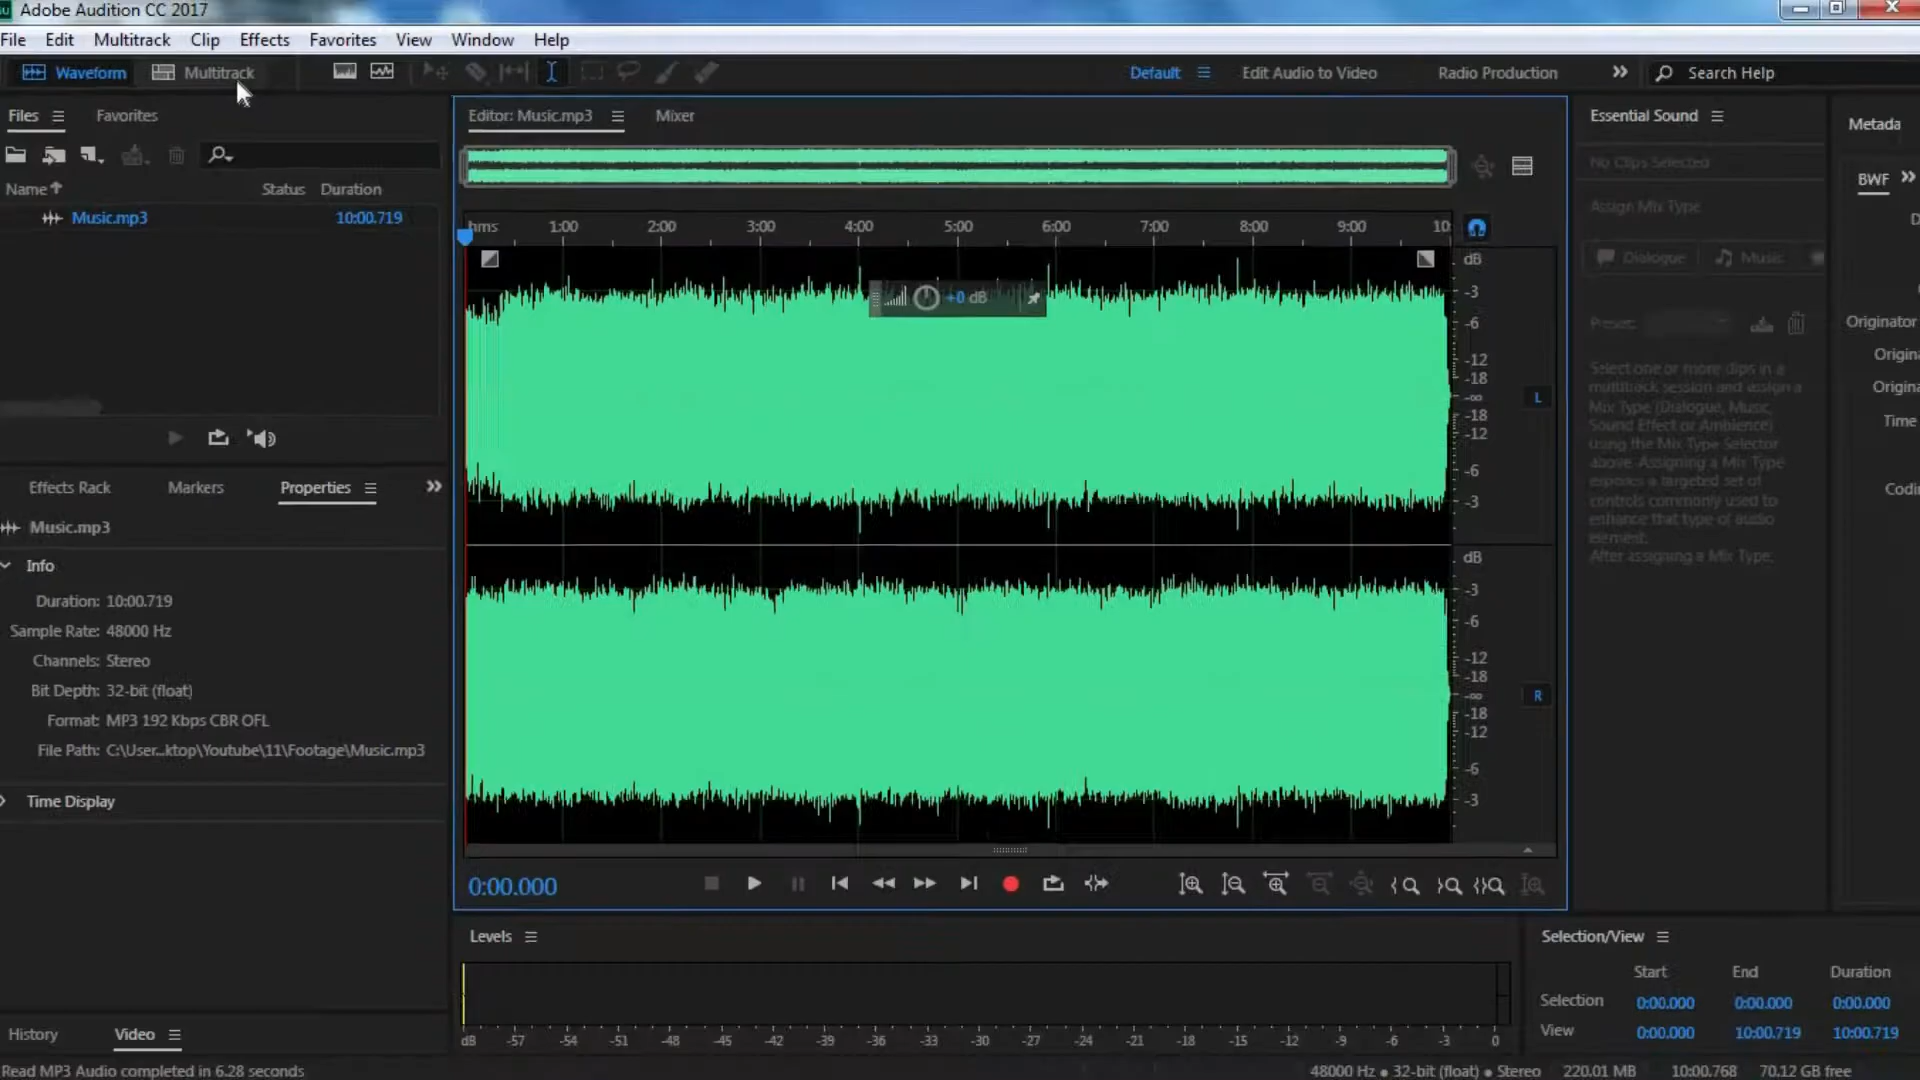 Adobe Audition CC 2017
File Edit Multitrack Clip Effects Favorites View Window Help
Waveform Multitrack Default Edit Audio to Video Radio Production Search Help
Files Favorites
Name Status Duration
Music.mp3 10:00.719
Effects Rack Markers Properties
Music.mp3
Info
Duration: 10:00.719
Sample Rate: 48000 Hz
Channels: Stereo
Bit Depth: 32-bit (float)
Format: MP3 192 Kbps CBR OFL
File Path: C:\User...ktop\Youtube\11\Footage\Music.mp3
Time Display
History Video
Read MP3 Audio completed in 6.28 seconds
Editor: Music.mp3 Mixer
hms 1:00 2:00 3:00 4:00 5:00 6:00 7:00 8:00 9:00 10:
+0 dB
dB
-3
-6
-12
-18
-∞
-18
-12
-6
-3
L
dB
-3
-6
-12
-18
-∞
-18
-12
-6
-3
R
0:00.000
Levels
dB -57 -54 -51 -48 -45 -42 -39 -36 -33 -30 -27 -24 -21 -18 -15 -12 -9 -6 -3 0
Essential Sound
No Clips Selected
Assign Mix Type
Dialogue Music
Preset:
Select one or more clips in a
multitrack session and assign a
Mix Type (Dialogue, Music,
Sound Effect or Ambience)
using the Mix Type Selector
above. Assigning a Mix Type
exposes a targeted set of
controls commonly used to
enhance that type of audio
element.
After assigning a Mix Type,
Metada
BWF
D
Originator
Origin
Origina
Time
Codin
Selection/View
Start End Duration
Selection 0:00.000 0:00.000 0:00.000
View 0:00.000 10:00.719 10:00.719
48000 Hz • 32-bit (float) • Stereo 220.01 MB 10:00.768 70.12 GB free